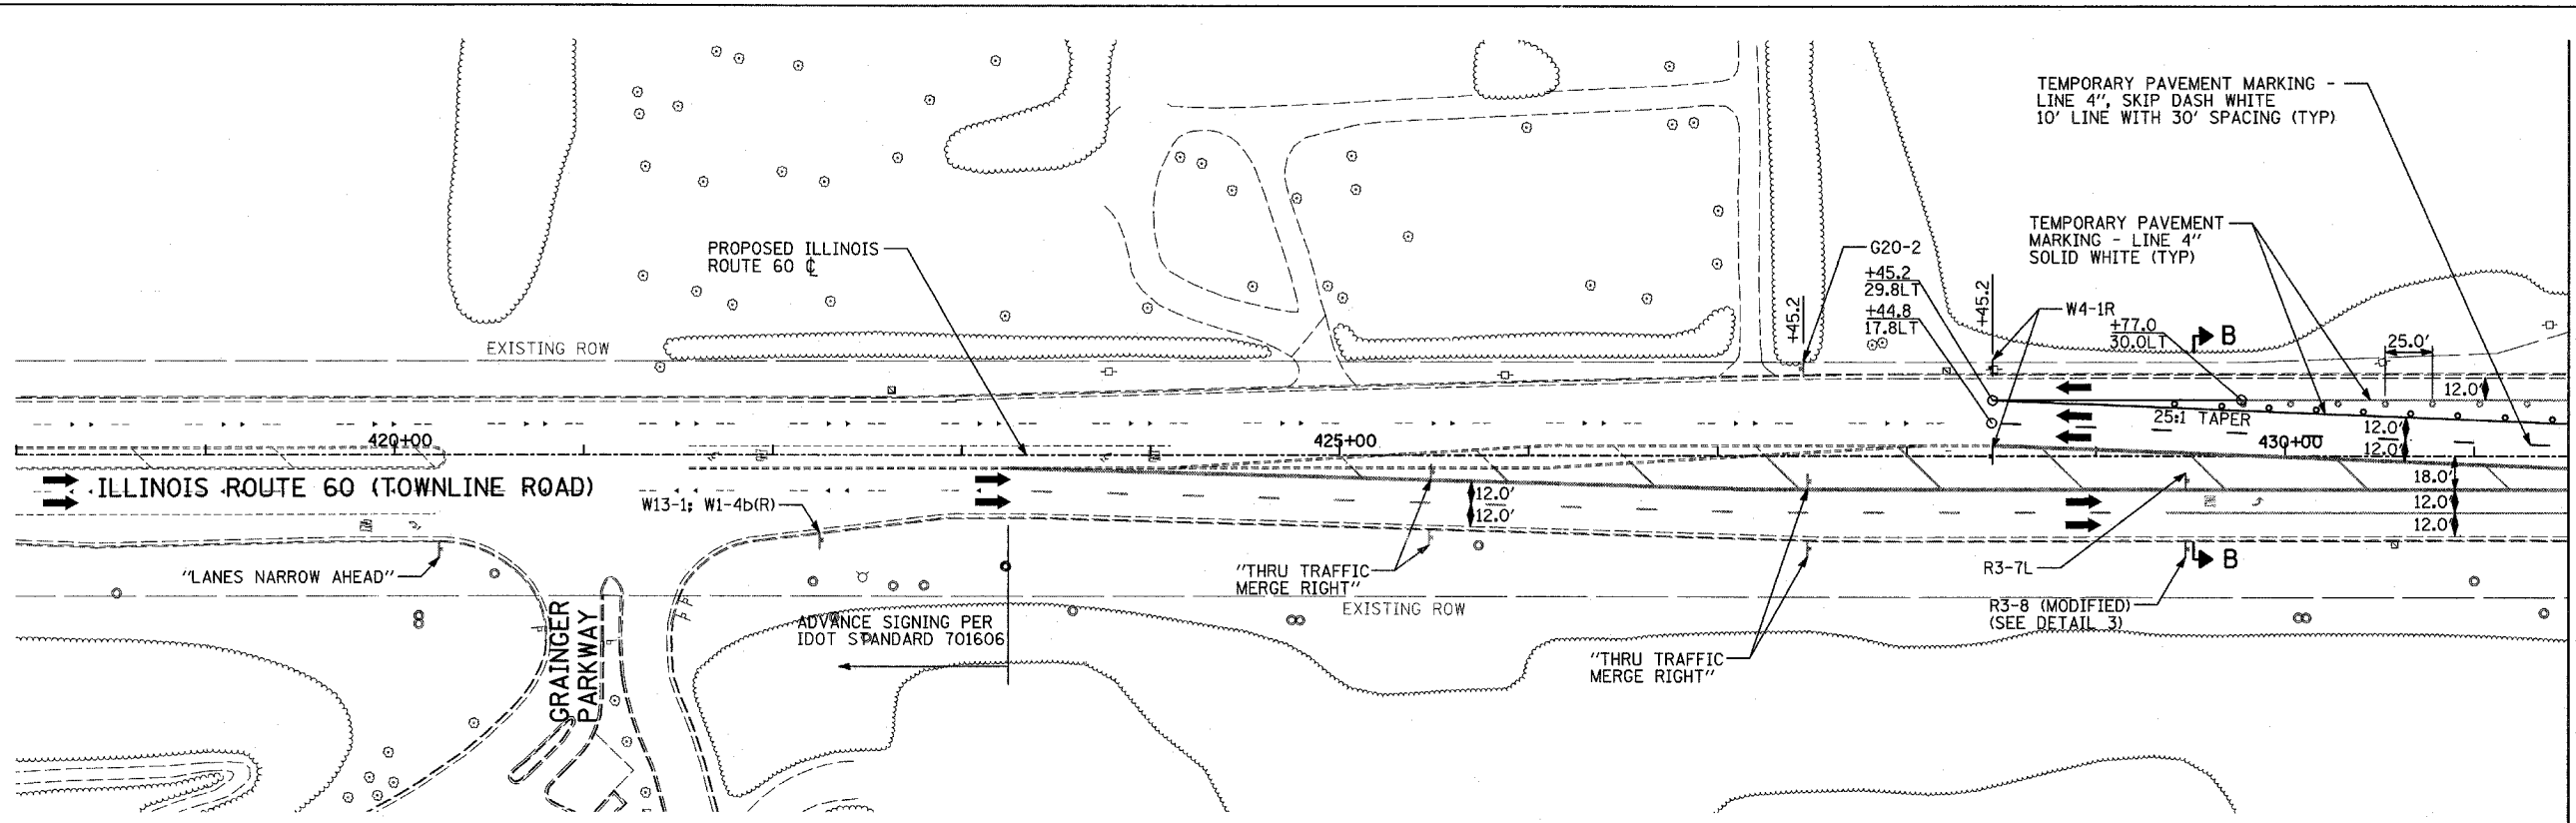 TEMPORARY PAVEMENT MARKING -
LINE 4", SKIP DASH WHITE
10' LINE WITH 30' SPACING (TYP)
TEMPORARY PAVEMENT
MARKING - LINE 4"
SOLID WHITE (TYP)
PROPOSED ILLINOIS
ROUTE 60 ℄
G20-2
+45.2
29.8LT
+44.8
17.8LT
+45.2
+45.2
W4-1R
+77.0
30.0LT
B
25.0'
EXISTING ROW
12.0'
25:1 TAPER
420+00
425+00
430+00
12.0'
12.0'
ILLINOIS ROUTE 60 (TOWNLINE ROAD)
W13-1; W1-4b(R)
12.0'
12.0'
18.0'
12.0'
12.0'
"LANES NARROW AHEAD"
"THRU TRAFFIC
MERGE RIGHT"
EXISTING ROW
R3-7L
B
R3-8 (MODIFIED)
(SEE DETAIL 3)
GRAINGER
PARKWAY
ADVANCE SIGNING PER
IDOT STANDARD 701606
"THRU TRAFFIC
MERGE RIGHT"